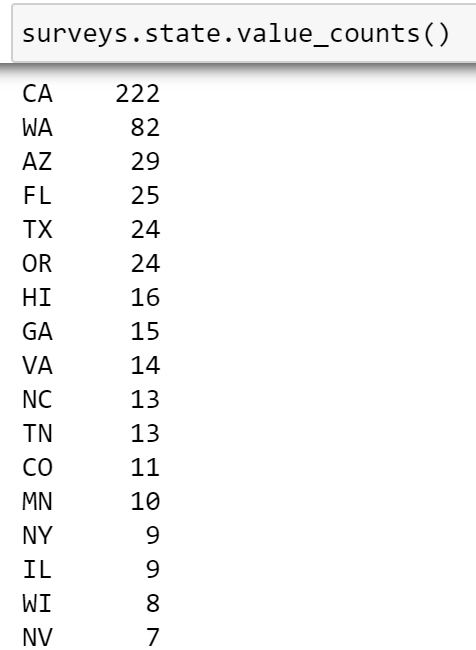 surveys.state.value_counts()
CA 222
WA 82
AZ 29
FL 25
TX 24
OR 24
HI 16
GA 15
VA 14
NC 13
TN 13
CO 11
MN 10
NY 9
IL 9
WI 8
NV 7